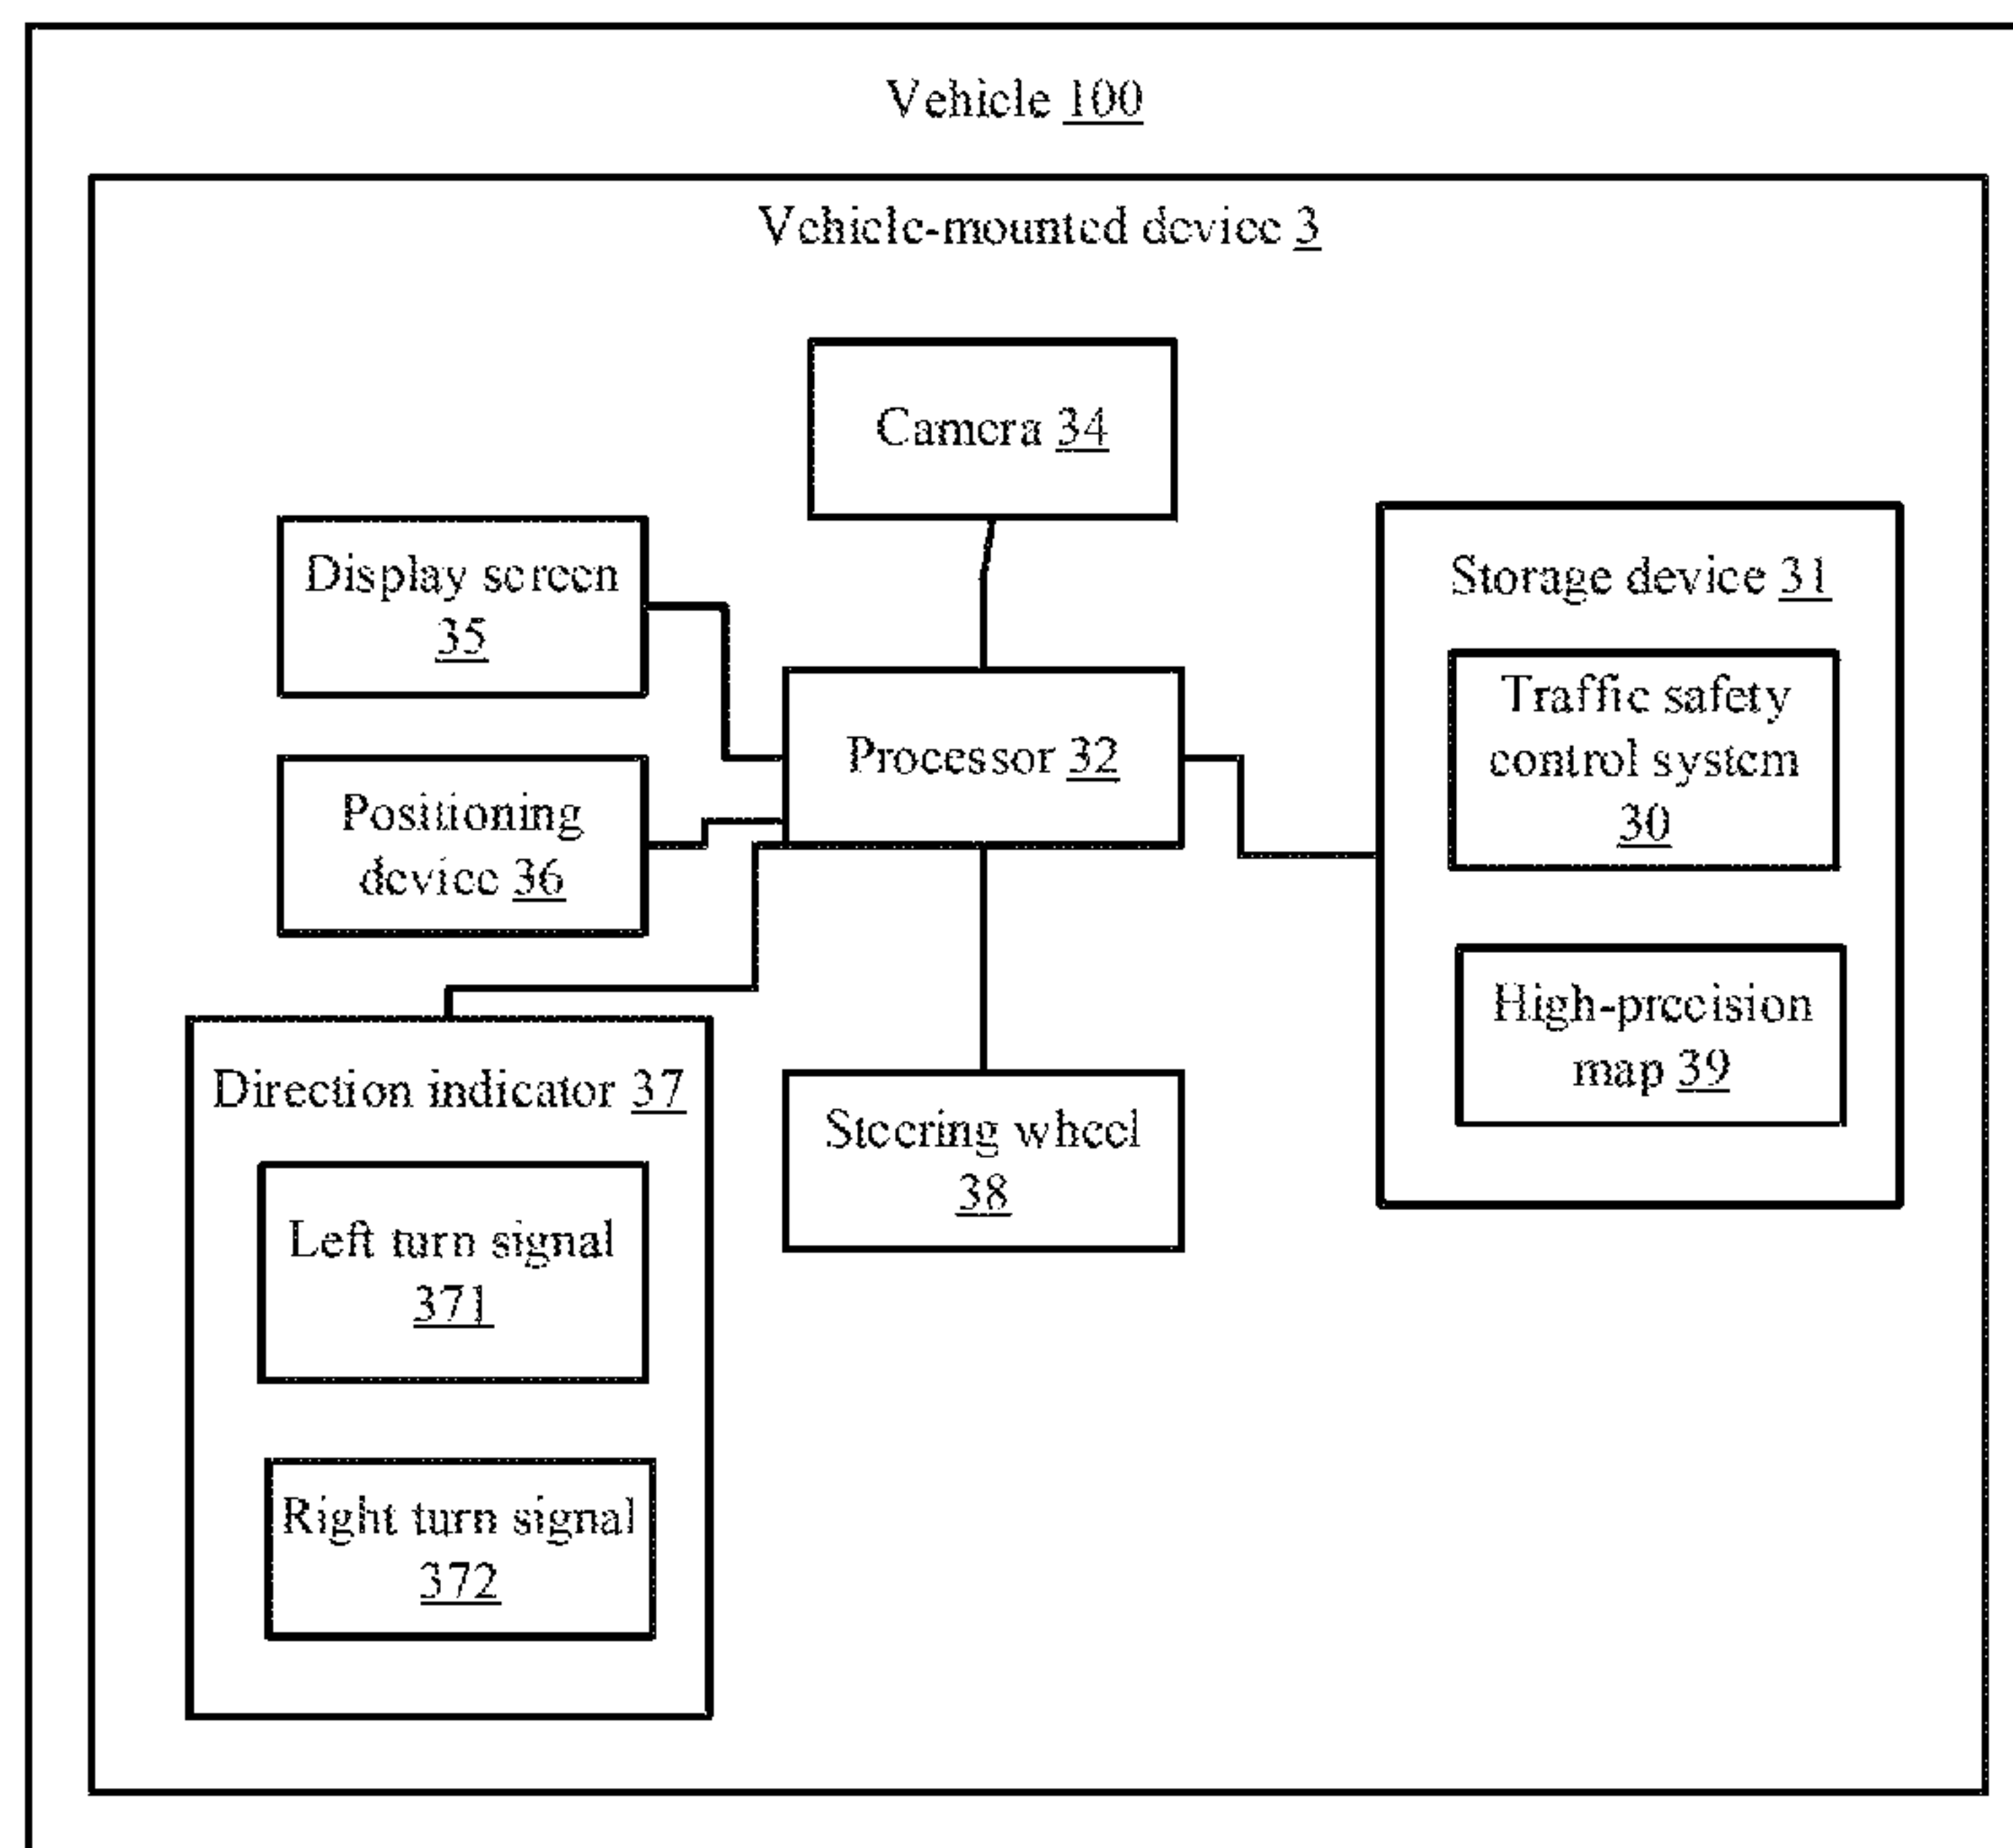 Vehicle 100
Vehicle-mounted device 3
Camera 34
Display screen
35
Storage device 31
Traffic safety
control system
30
Processor 32
Positioning
device 36
High-precision
map 39
Direction indicator 37
Steering wheel
38
Left turn signal
371
Right turn signal
372